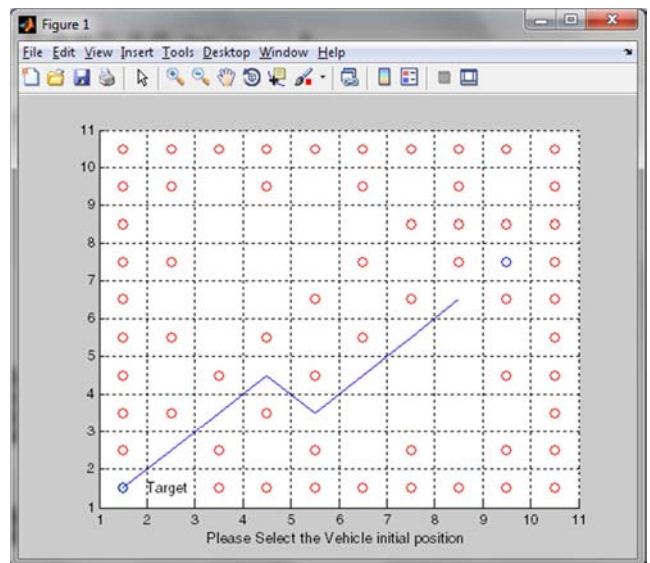 Figure 1
File Edit View Insert Tools Desktop Window Help
11
10
9
8
7
6
5
4
3
2
1
Target
1 2 3 4 5 6 7 8 9 10 11
Please Select the Vehicle initial position